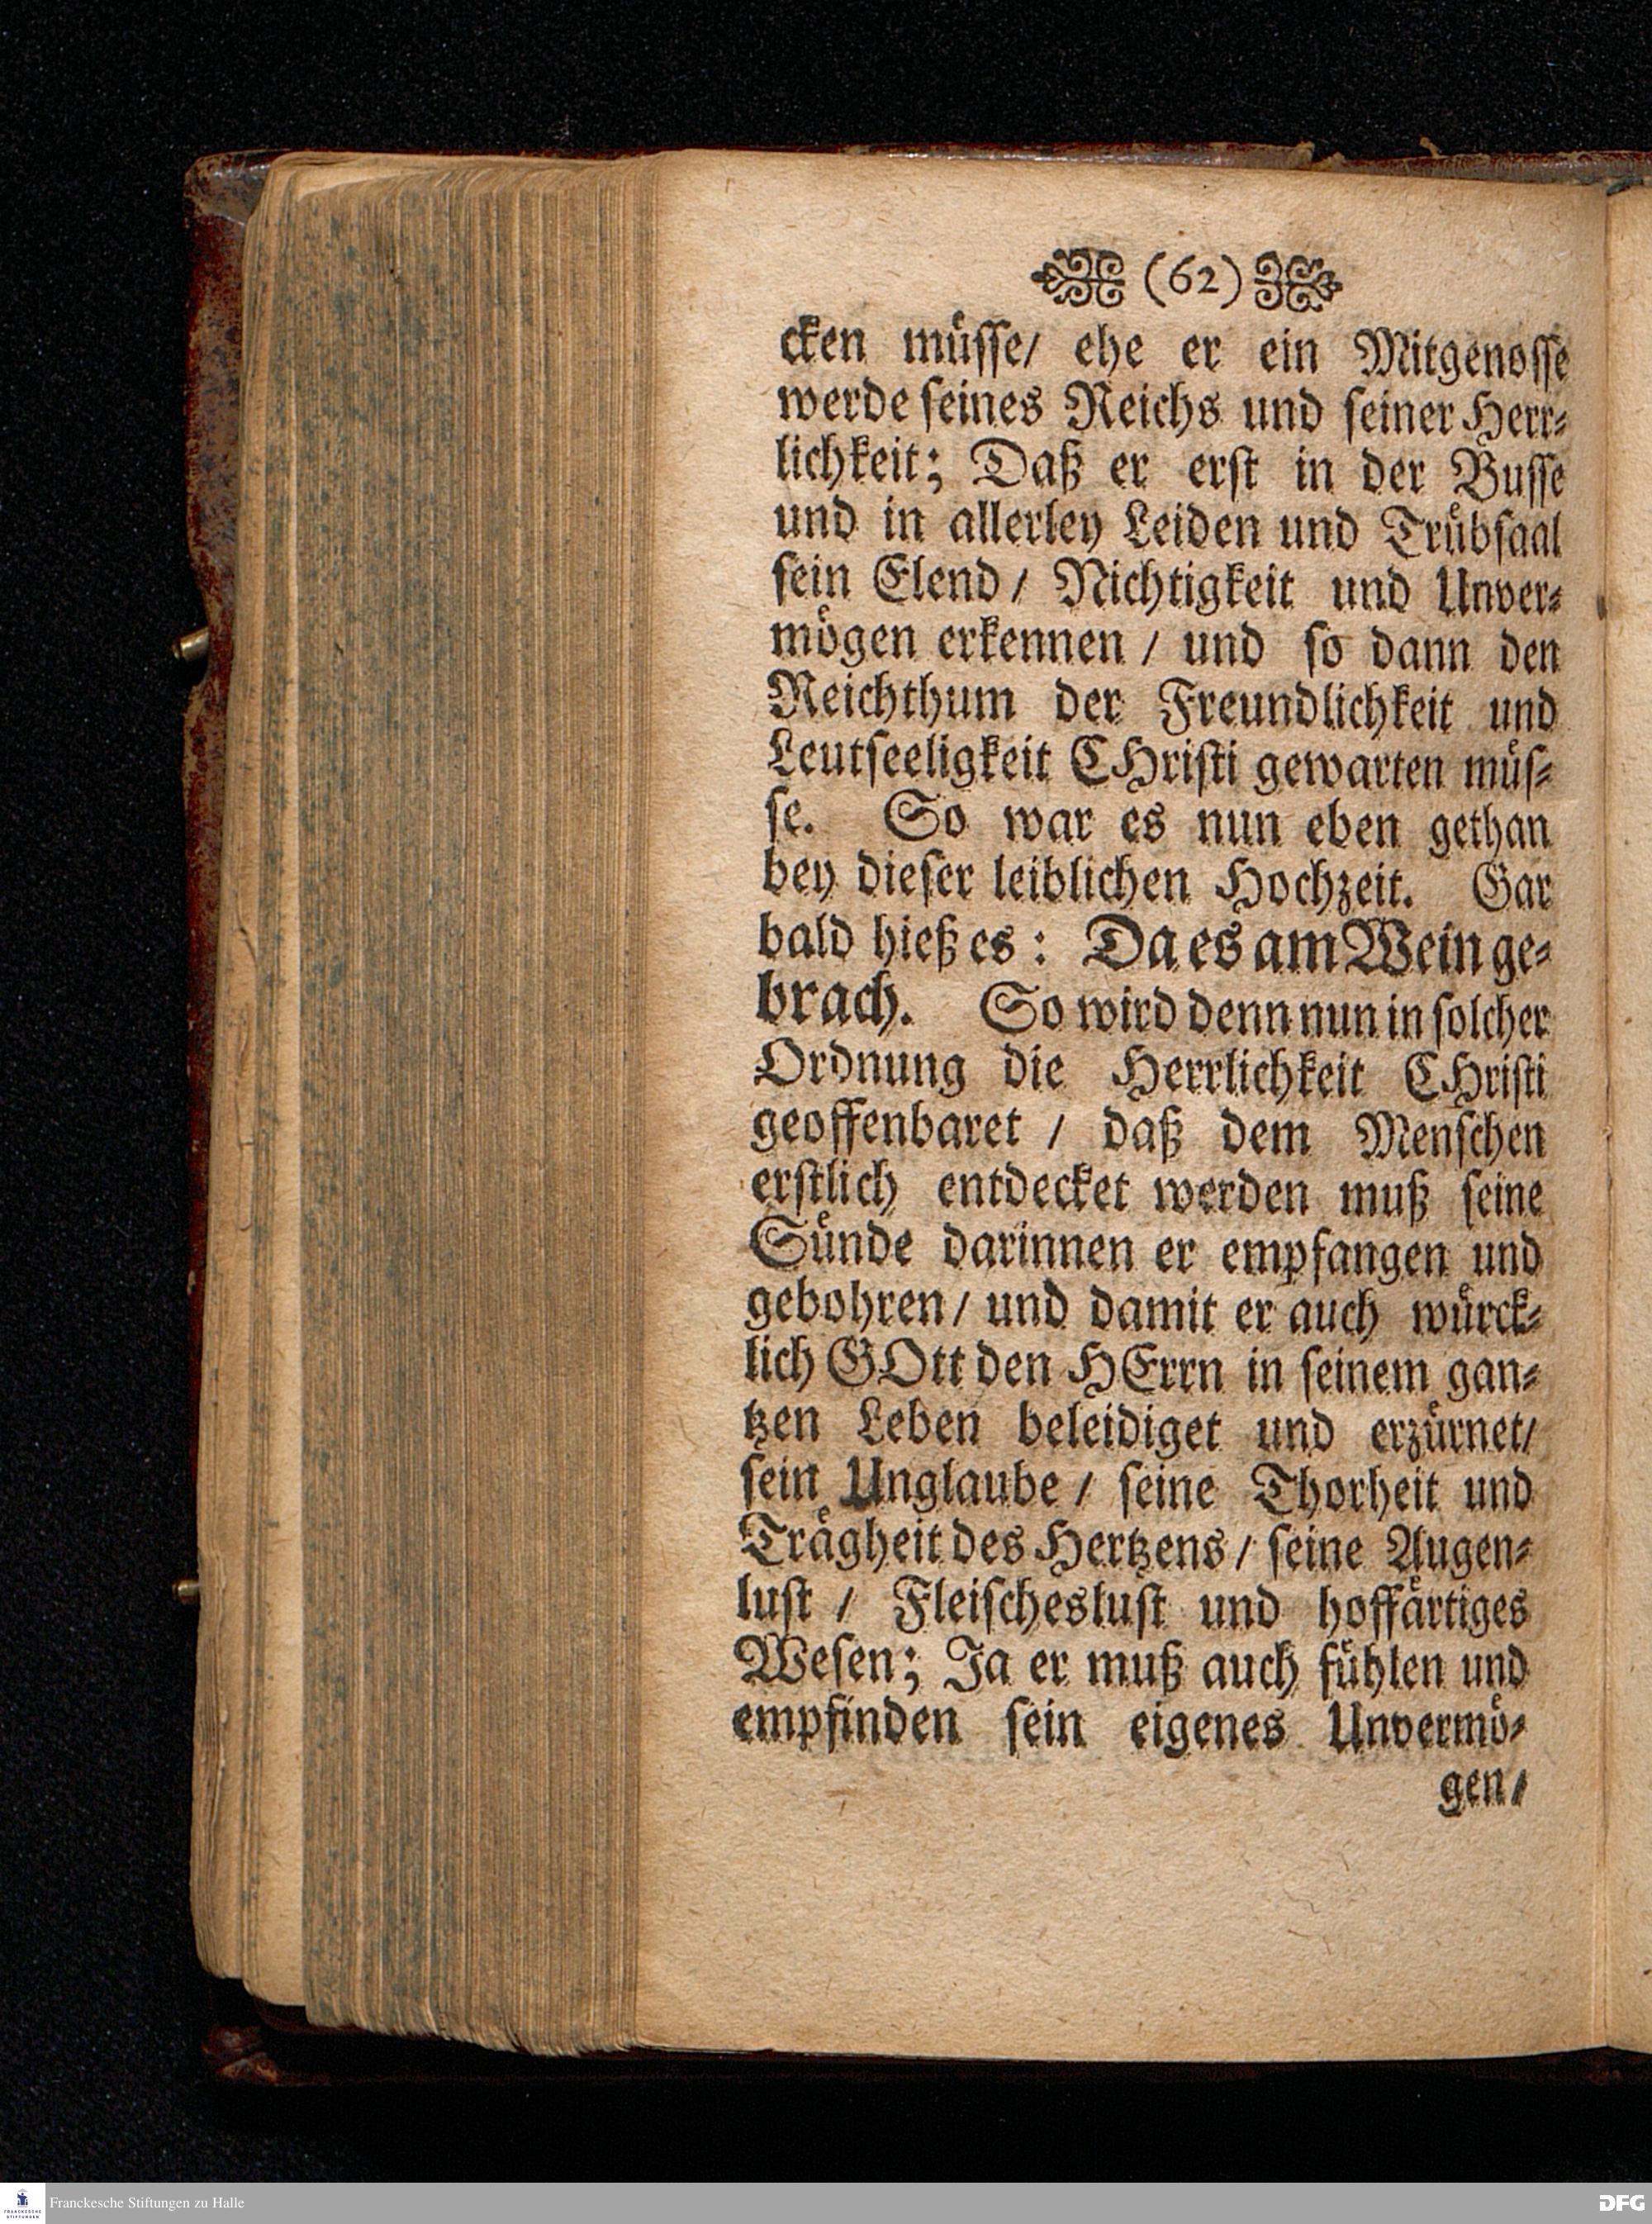 (62)
cken müſſe/ ehe er ein Mitgenoſſe
werde ſeines Reichs und ſeiner Herr⸗
lichkeit; Daß er erſt in der Buſſe
und in allerley Leiden und Trübſaal
ſein Elend / Nichtigkeit und Unver⸗
mögen erkennen / und ſo dann den
Reichthum der Freundlichkeit und
Leutſeeligkeit CHriſti gewarten müſ⸗
ſe. So war es nun eben gethan
bey dieſer leiblichen Hochzeit. Gar
bald hieß es : Da es am Wein ge⸗
brach. So wird denn nun in ſolcher
Ordnung die Herrlichkeit CHriſti
geoffenbaret / daß dem Menſchen
erſtlich entdecket werden muß ſeine
Sünde darinnen er empfangen und
gebohren/ und damit er auch würck⸗
lich GOtt den HErrn in ſeinem gan⸗
tzen Leben beleidiget und erzürnet/
ſein Unglaube / ſeine Thorheit und
Trägheit des Hertzens / ſeine Augen⸗
luſt / Fleiſchesluſt und hoffärtiges
Weſen; Ja er muß auch fühlen und
empfinden ſein eigenes Unvermö⸗
gen/
Franckesche Stiftungen zu Halle
FRANCKESCHE
STIFTUNGEN
DFG